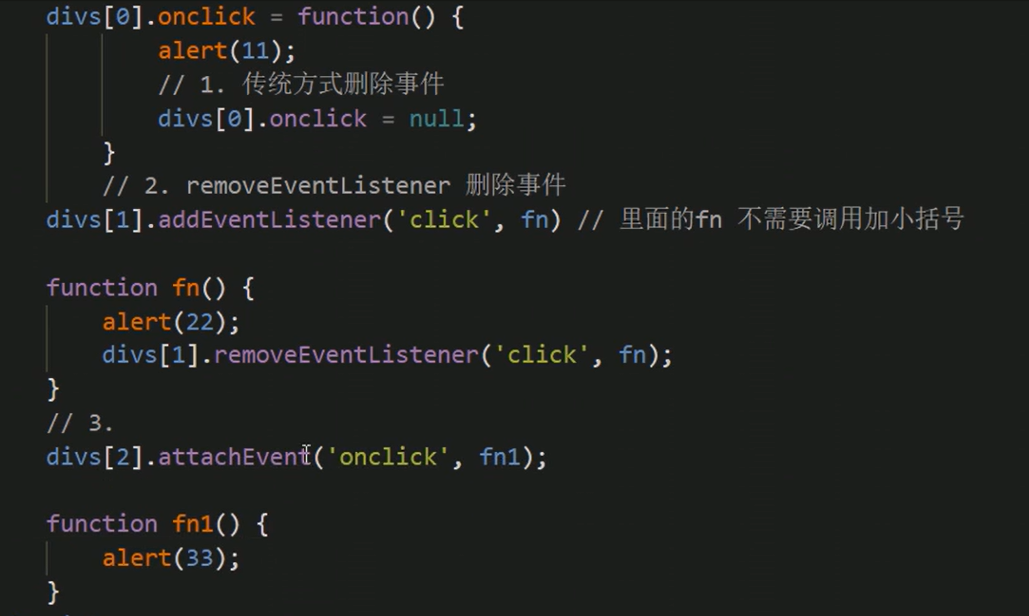 divs[0].onclick = function() {
alert(11);
// 1. 传统方式删除事件
divs[0].onclick = null;
}
// 2. removeEventListener 删除事件
divs[1].addEventListener('click', fn) // 里面的fn 不需要调用加小括号
function fn() {
alert(22);
divs[1].removeEventListener('click', fn);
}
// 3.
divs[2].attachEvent('onclick', fn1);
function fn1() {
alert(33);
}